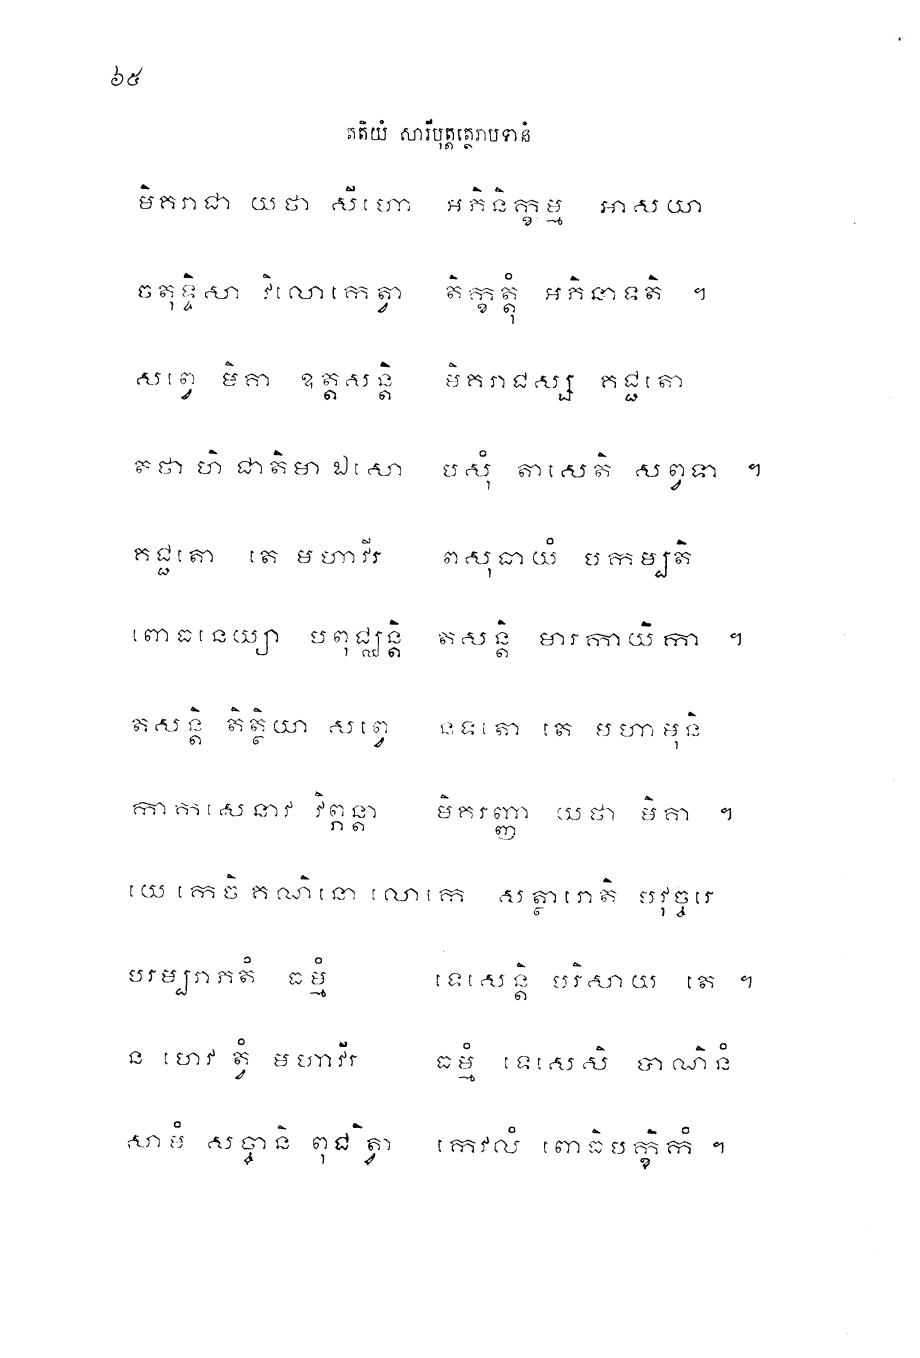 ៦៥
តតិយំ សារីបុត្តត្ថេរាបទានំ
មិគរាជា យថា សីហោ អភិនិក្ខម្ម អាសយា
ចតុទ្ទិសា វិលោកេត្វា តិក្ខត្តុំ អភិនាទតិ ។
សព្វេ មិគា ឧត្តសន្តិ មិគរាជស្ស គជ្ជតោ
តថា ហិ ជាតិមា ឯសោ បសុំ តាសេតិ សព្វទា ។
គជ្ជតោ តេ មហាវីរ ពសុធាយំ បកម្បតិ
ពោធនេយ្យា បពុជ្ឈន្តិ តសន្តិ មារកាយិកា ។
តសន្តិ តិត្ថិយា សព្វេ នទតោ តេ មហាមុនិ
កាកសេនាវ វិព្ភន្តា មិគរញ្ញា យថា មិគា ។
យេ កេចិ គណិនោ លោកេ សត្ថារោតិ បវុច្ចរេ
បរម្បរាគតំ ធម្មំ ទេសេន្តិ បរិសាយ តេ ។
ន ហេវ ត្វំ មហាវីរ ធម្មំ ទេសេសិ បាណិនំ
សាមំ សច្ចានិ ពុជិត្វា កេវលំ ពោធិបក្ខិកំ ។